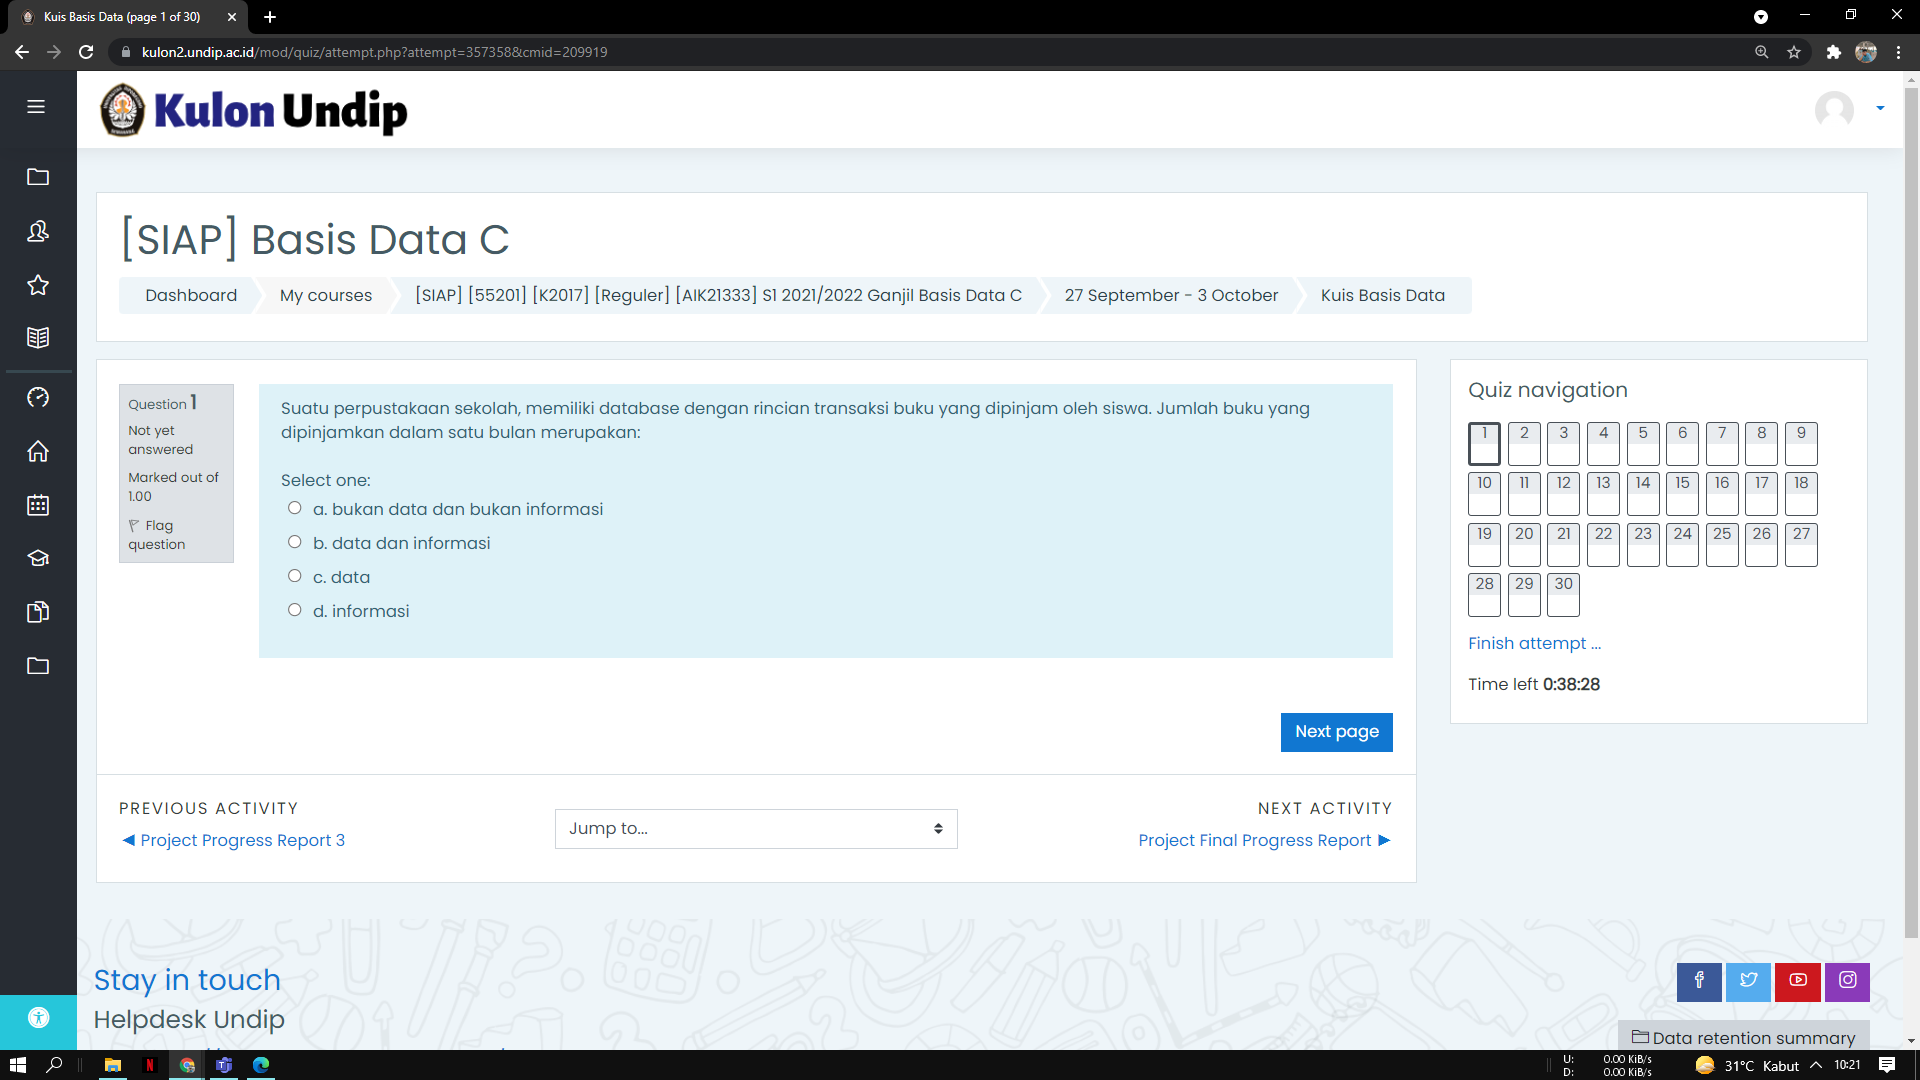 Kuis Basis Data (page 1 of 30)
kulon2.undip.ac.id/mod/quiz/attempt.php?attempt=357358&cmid=209919
Kulon Undip
[SIAP] Basis Data C
Dashboard
My courses
[SIAP] [55201] [K2017] [Reguler] [AIK21333] S1 2021/2022 Ganjil Basis Data C
27 September - 3 October
Kuis Basis Data
Question 1
Not yet
answered
Marked out of
1.00
Flag
question
Suatu perpustakaan sekolah, memiliki database dengan rincian transaksi buku yang dipinjam oleh siswa. Jumlah buku yang
dipinjamkan dalam satu bulan merupakan:
Select one:
a. bukan data dan bukan informasi
b. data dan informasi
c. data
d. informasi
Next page
Quiz navigation
1 2 3 4 5 6 7 8 9
10 11 12 13 14 15 16 17 18
19 20 21 22 23 24 25 26 27
28 29 30
Finish attempt ...
Time left 0:38:28
PREVIOUS ACTIVITY
◄ Project Progress Report 3
Jump to...
NEXT ACTIVITY
Project Final Progress Report ►
Stay in touch
Helpdesk Undip
Data retention summary
U: 0.00 KiB/s
D: 0.00 KiB/s
31°C Kabut
10:21